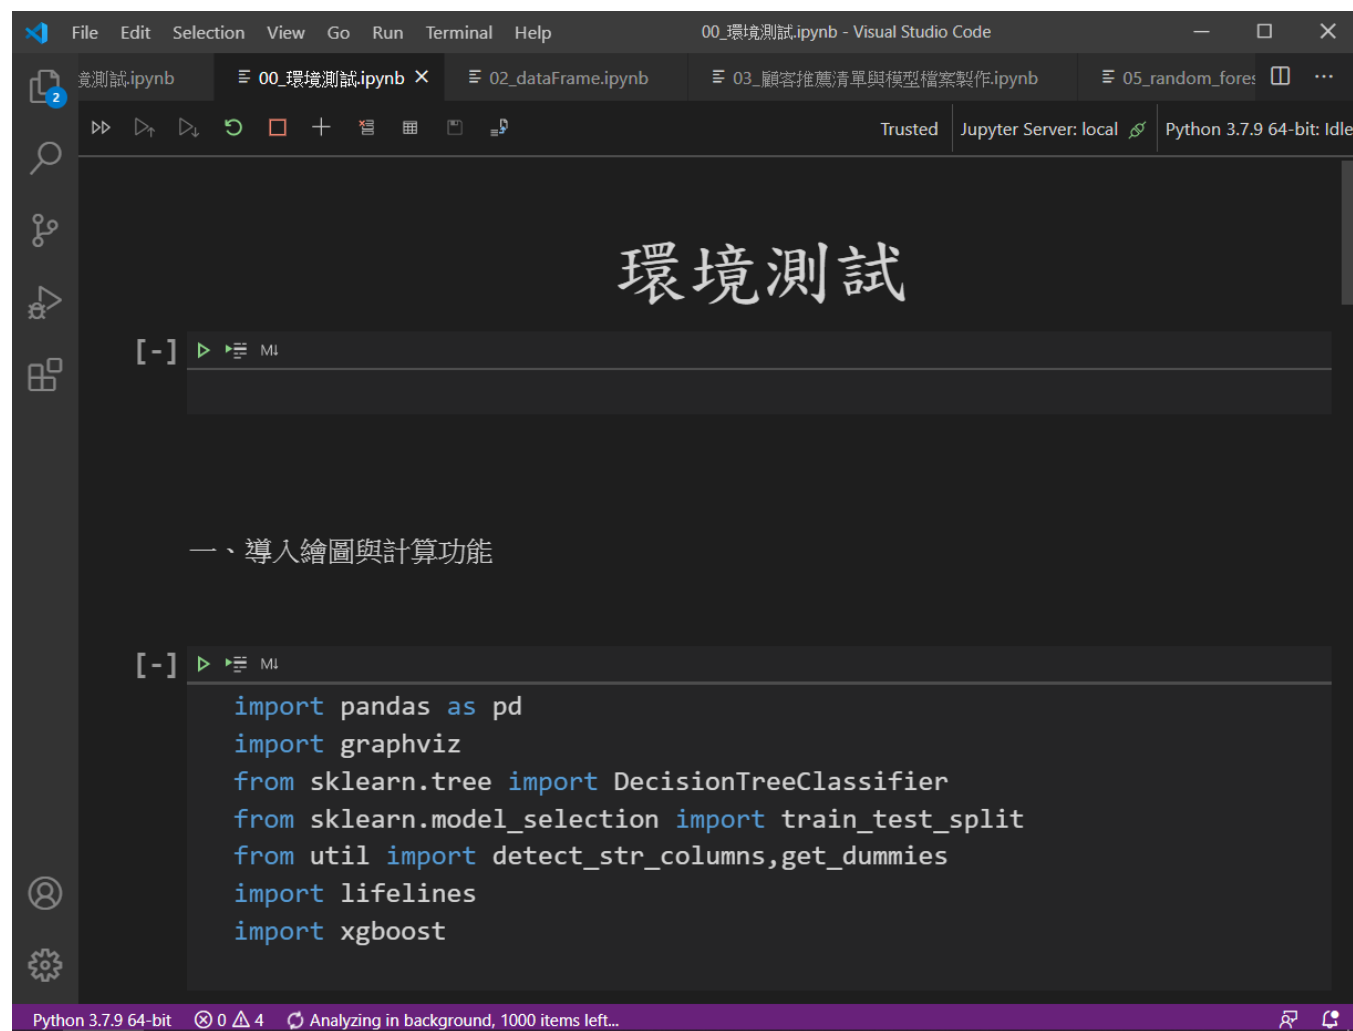 File Edit Selection View Go Run Terminal Help 00_環境測試.ipynb - Visual Studio Code
竟測試.ipynb 00_環境測試.ipynb 02_dataFrame.ipynb 03_顧客推薦清單與模型檔案製作.ipynb 05_random_fores
2
Trusted Jupyter Server: local Python 3.7.9 64-bit: Idle
環境測試
[-] M↓
一、導入繪圖與計算功能
[-] M↓
import pandas as pd
import graphviz
from sklearn.tree import DecisionTreeClassifier
from sklearn.model_selection import train_test_split
from util import detect_str_columns,get_dummies
import lifelines
import xgboost
Python 3.7.9 64-bit 0 4 Analyzing in background, 1000 items left...